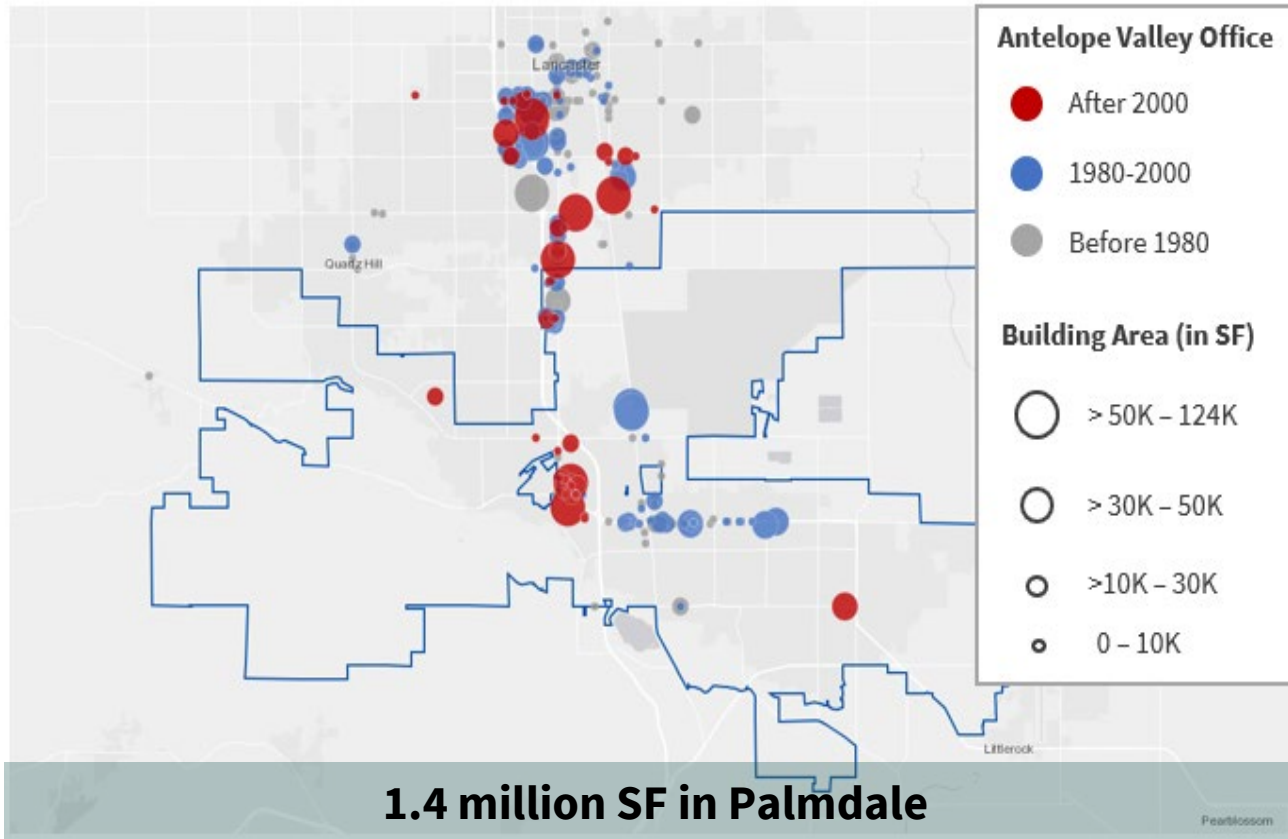 Lancaster
Quartz Hill
Littlerock
Pearblossom
Antelope Valley Office
After 2000
1980-2000
Before 1980
Building Area (in SF)
> 50K – 124K
> 30K – 50K
>10K – 30K
0 – 10K
1.4 million SF in Palmdale